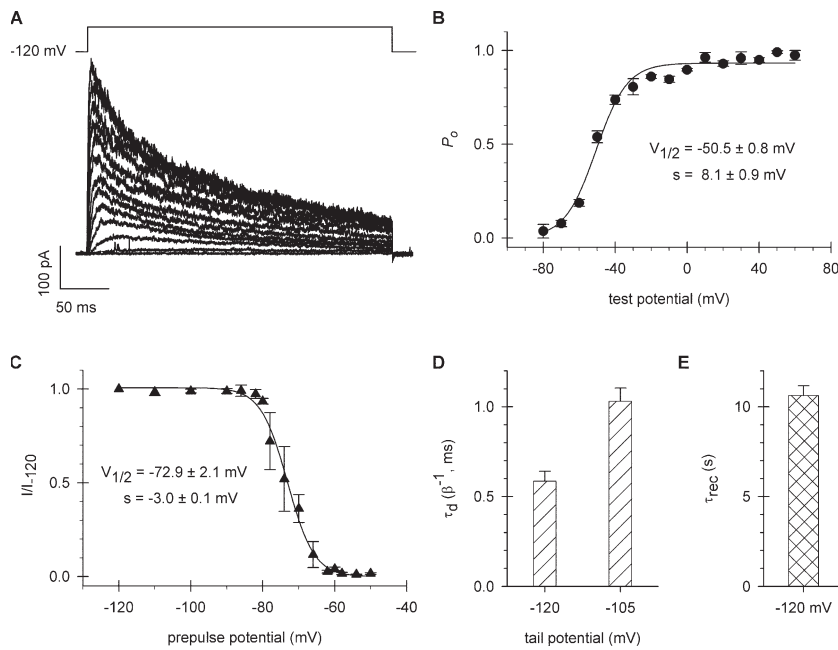 A
-120 mV
100 pA
50 ms
B
1.0
0.5
0.0
Po
V1/2 = -50.5 ± 0.8 mV
s = 8.1 ± 0.9 mV
-80 -40 0 40 80
test potential (mV)
C
1.0
0.5
0.0
I/I-120
V1/2 = -72.9 ± 2.1 mV
s = -3.0 ± 0.1 mV
-120 -100 -80 -60 -40
prepulse potential (mV)
D
1.0
0.5
0.0
τd (β-1, ms)
-120 -105
tail potential (mV)
E
10
5
0
τrec (s)
-120 mV